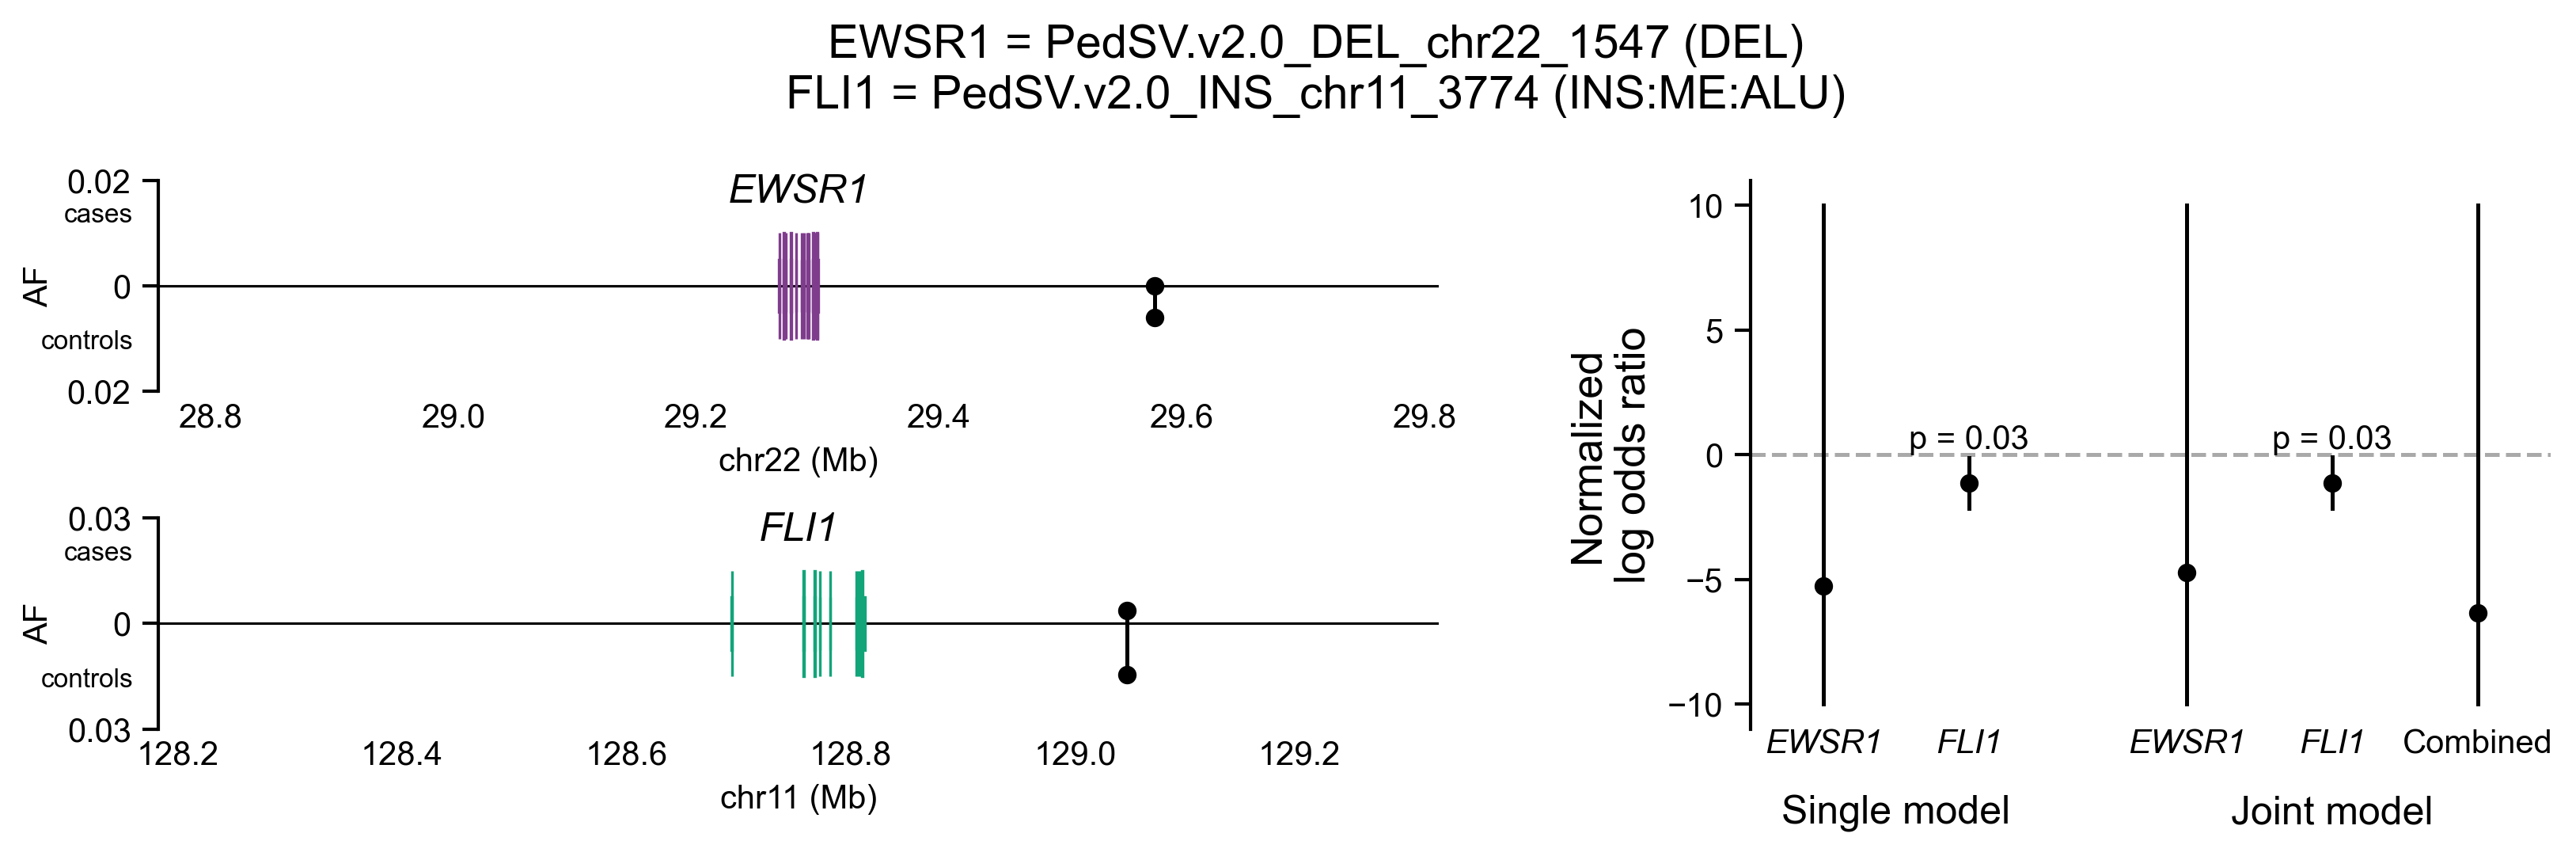 EWSR1 = PedSV.v2.0_DEL_chr22_1547 (DEL)
FLI1 = PedSV.v2.0_INS_chr11_3774 (INS:ME:ALU)
EWSR1
0.02
cases
0
controls
0.02
AF
28.8 29.0 29.2 29.4 29.6 29.8
chr22 (Mb)
FLI1
0.03
cases
0
controls
0.03
AF
128.2 128.4 128.6 128.8 129.0 129.2
chr11 (Mb)
Normalized
log odds ratio
10
5
0
−5
−10
p = 0.03 p = 0.03
EWSR1 FLI1 EWSR1 FLI1 Combined
Single model Joint model